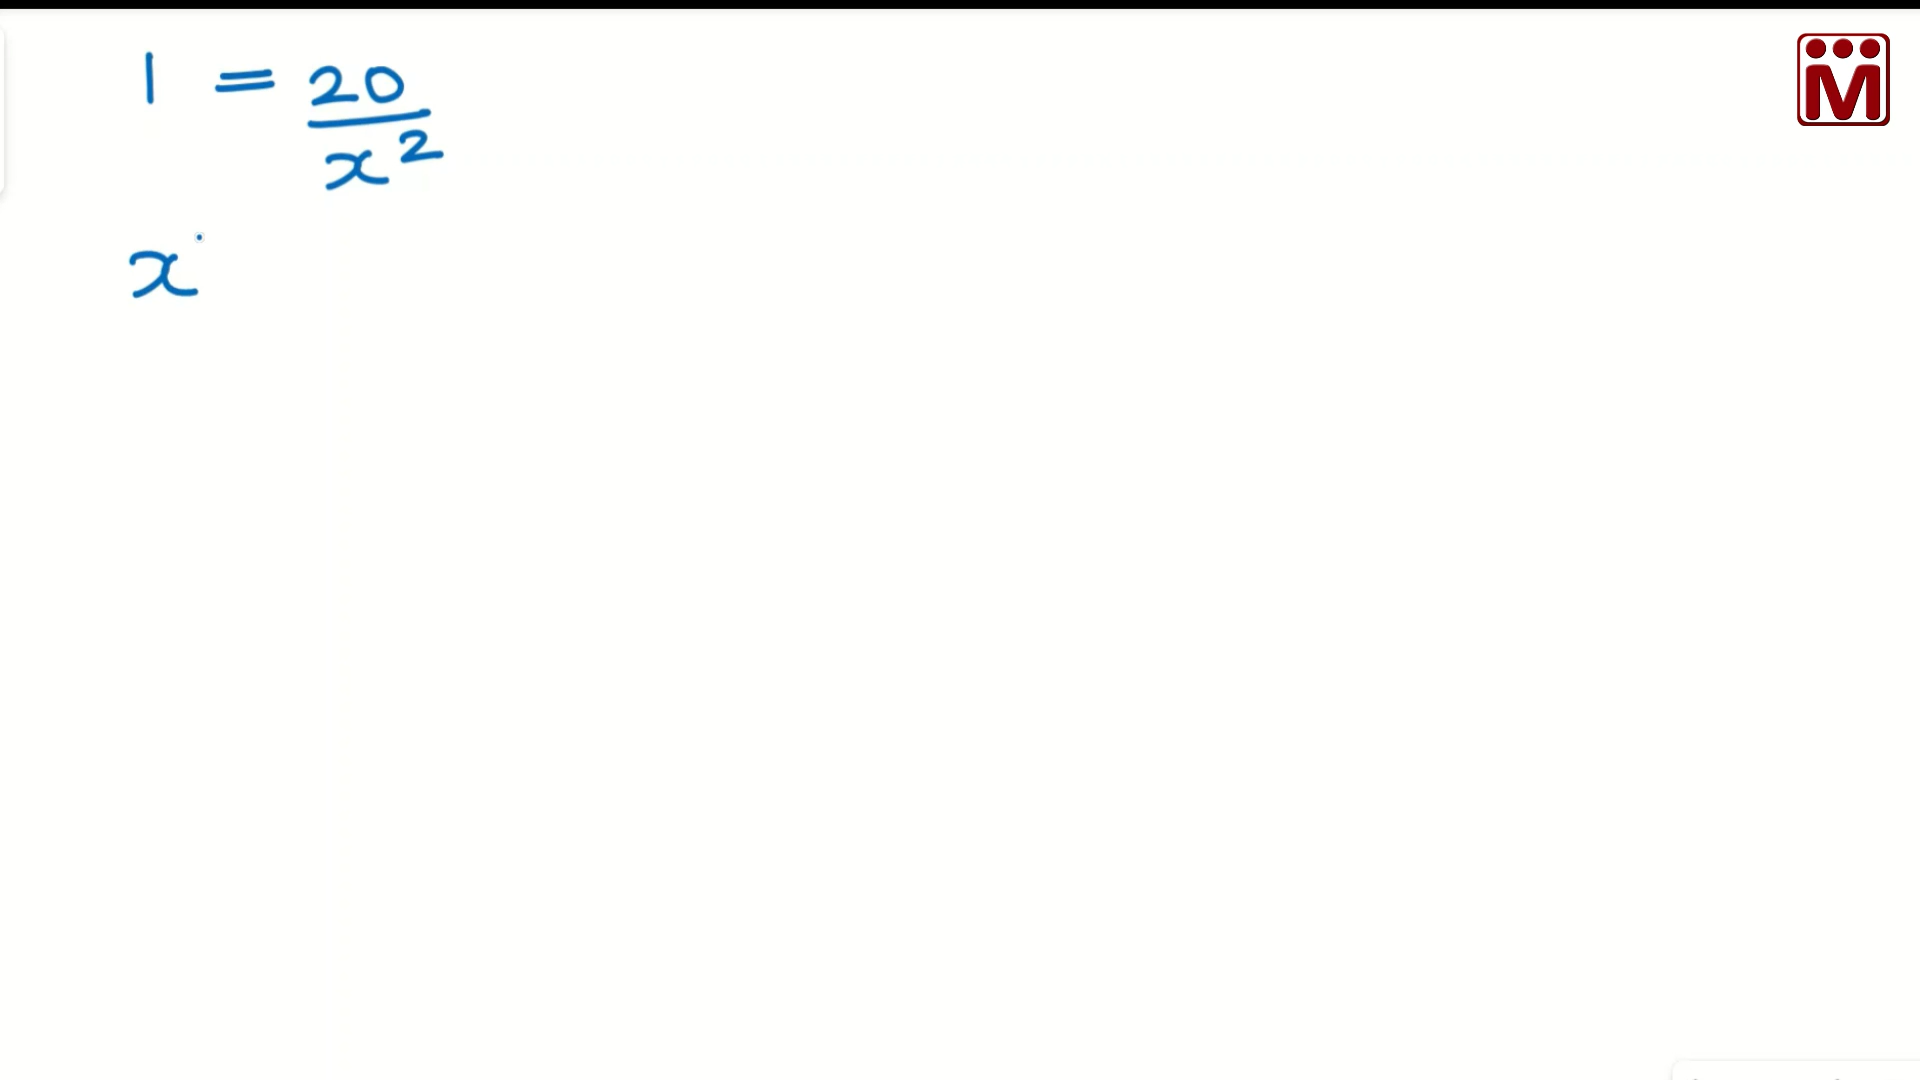 1 = 20/x²
x
M